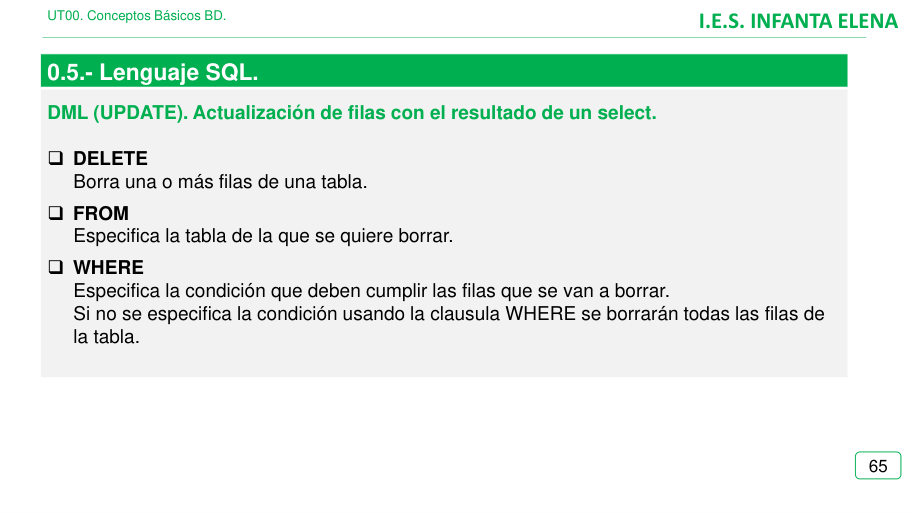 UT00. Conceptos Básicos BD.
I.E.S. INFANTA ELENA
0.5.- Lenguaje SQL.
DML (UPDATE). Actualización de filas con el resultado de un select.
❑ DELETE
Borra una o más filas de una tabla.
❑ FROM
Especifica la tabla de la que se quiere borrar.
❑ WHERE
Especifica la condición que deben cumplir las filas que se van a borrar.
Si no se especifica la condición usando la clausula WHERE se borrarán todas las filas de
la tabla.
65